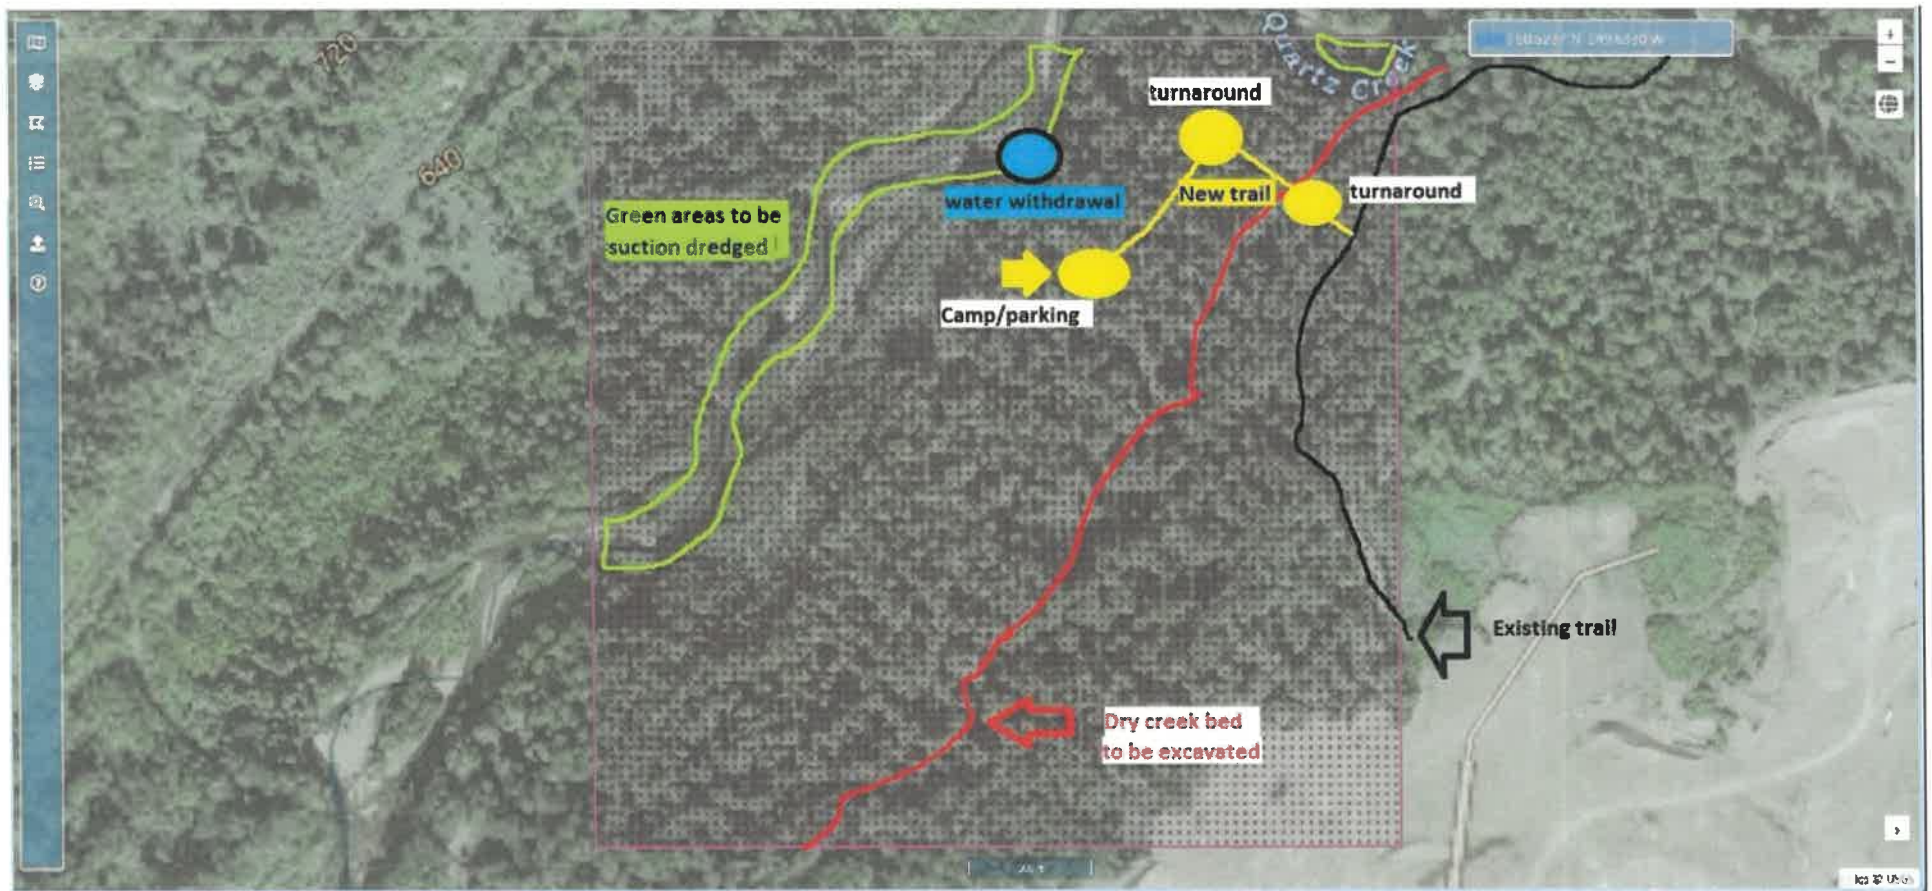 720
Quartz Creek
turnaround
640
New trail
turnaround
water withdrawal
Green areas to be
suction dredged
Camp/parking
Existing trail
Dry creek bed
to be excavated